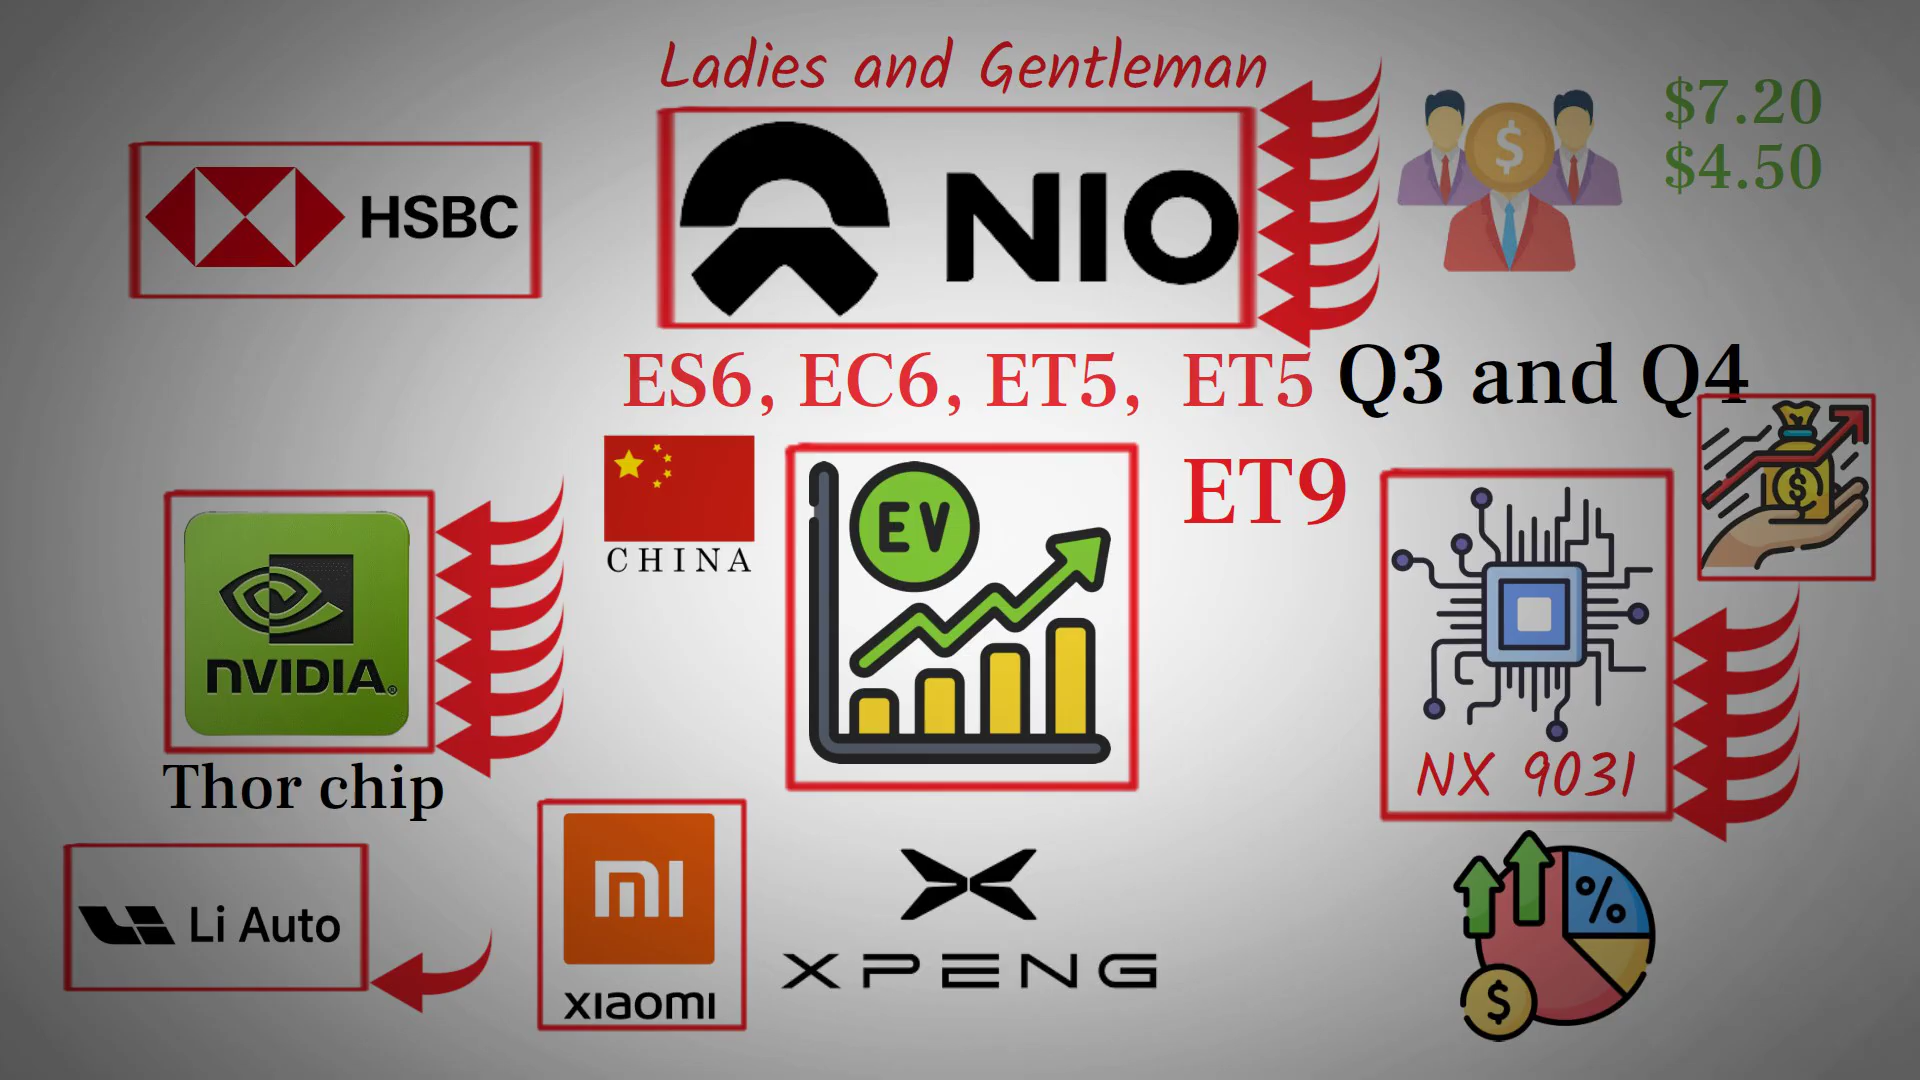 Ladies and Gentleman
$7.20
$4.50
HSBC
NIO
ES6, EC6, ET5, ET5 Q3 and Q4
ET9
CHINA
EV
$
NVIDIA®
Thor chip
NX 9031
Li Auto
mi
xiaomi
XPENG
%
$